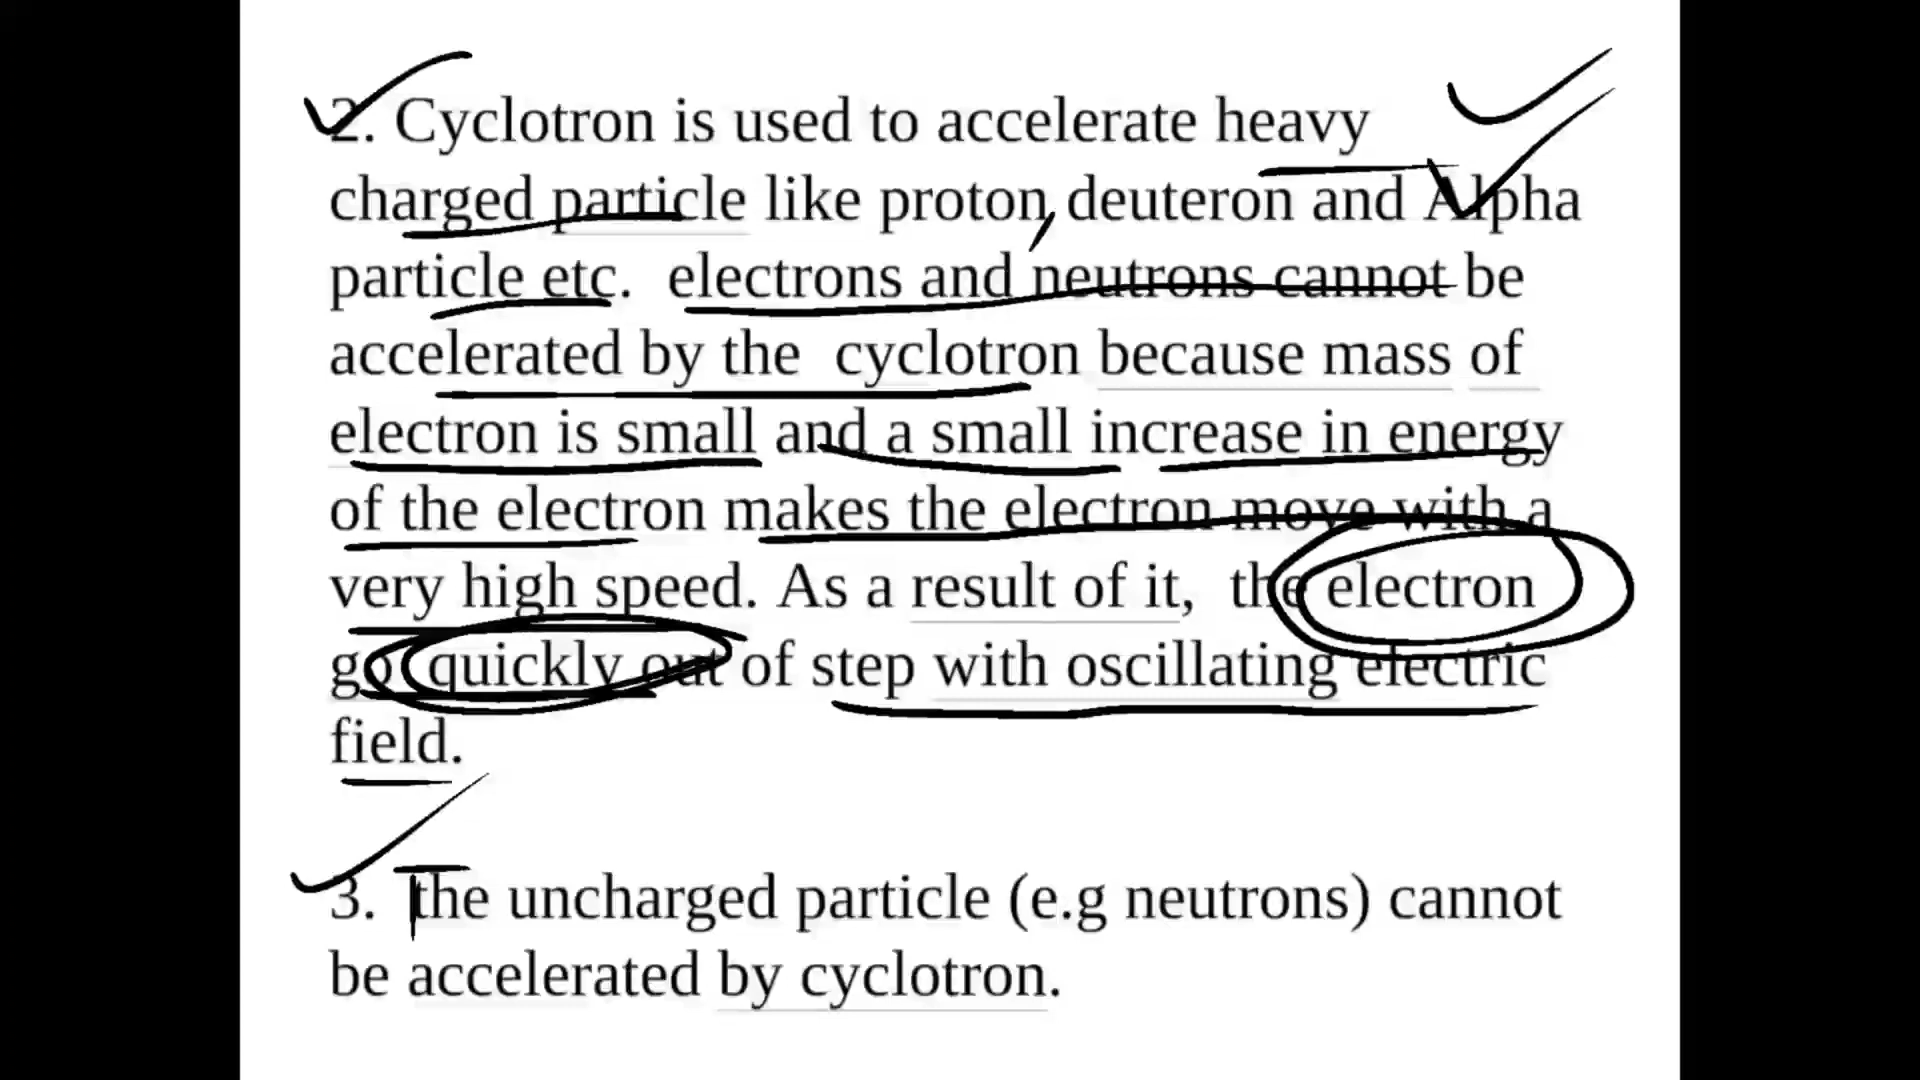 2. Cyclotron is used to accelerate heavy
charged particle like proton, deuteron and Alpha
particle etc. electrons and neutrons cannot be
accelerated by the cyclotron because mass of
electron is small and a small increase in energy
of the electron makes the electron move with a
very high speed. As a result of it, the electron
go quickly out of step with oscillating electric
field.
3. the uncharged particle (e.g neutrons) cannot
be accelerated by cyclotron.